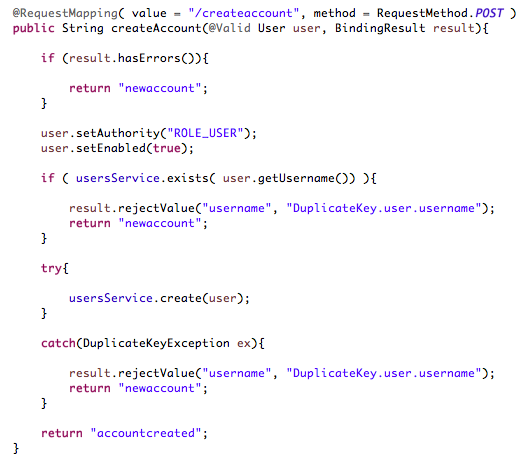 @RequestMapping( value = "/createaccount", method = RequestMethod.POST )
public String createAccount(@Valid User user, BindingResult result){
if (result.hasErrors()){
return "newaccount";
}
user.setAuthority("ROLE_USER");
user.setEnabled(true);
if ( usersService.exists( user.getUsername()) ){
result.rejectValue("username", "DuplicateKey.user.username");
return "newaccount";
}
try{
usersService.create(user);
}
catch(DuplicateKeyException ex){
result.rejectValue("username", "DuplicateKey.user.username");
return "newaccount";
}
return "accountcreated";
}